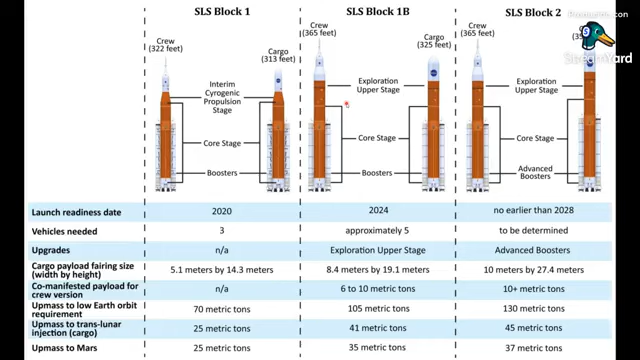 SLS Block 1
SLS Block 1B
SLS Block 2
Crew
(322 feet)
Cargo
(313 feet)
Interim
Cyrogenic
Propulsion
Stage
Core Stage
Boosters
Crew
(365 feet)
Cargo
(325 feet)
Exploration
Upper Stage
Core Stage
Boosters
Crew
(365 feet)
Exploration
Upper Stage
Core Stage
Advanced
Boosters
StreamYard
Launch readiness date 2020 2024 no earlier than 2028
Vehicles needed 3 approximately 5 to be determined
Upgrades n/a Exploration Upper Stage Advanced Boosters
Cargo payload fairing size
(width by height) 5.1 meters by 14.3 meters 8.4 meters by 19.1 meters 10 meters by 27.4 meters
Co-manifested payload for
crew version n/a 6 to 10 metric tons 10+ metric tons
Upmass to low Earth orbit
requirement 70 metric tons 105 metric tons 130 metric tons
Upmass to trans-lunar
injection (cargo) 25 metric tons 41 metric tons 45 metric tons
Upmass to Mars 25 metric tons 35 metric tons 37 metric tons